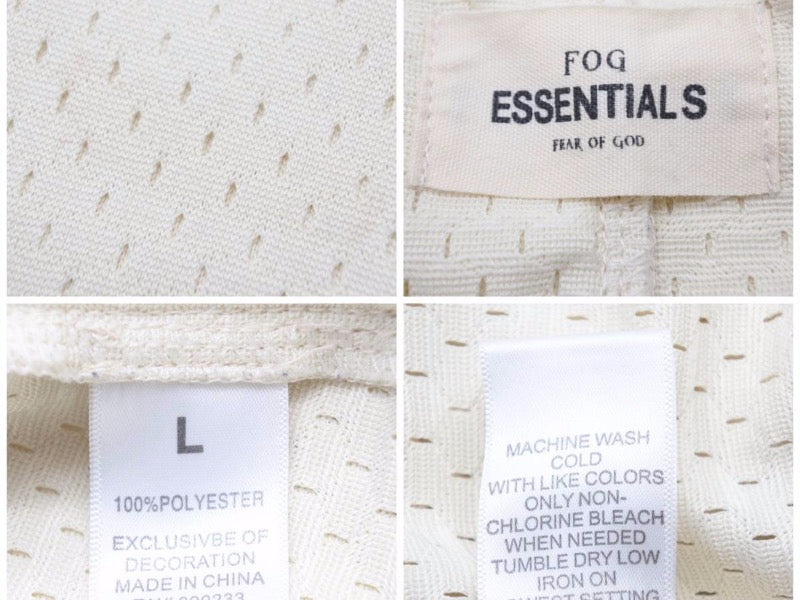 FOG
ESSENTIALS
FEAR OF GOD
L
100%POLYESTER
EXCLUSIVBE OF
DECORATION
MADE IN CHINA
MACHINE WASH
COLD
WITH LIKE COLORS
ONLY NON-
CHLORINE BLEACH
WHEN NEEDED
TUMBLE DRY LOW
IRON ON
SETTING